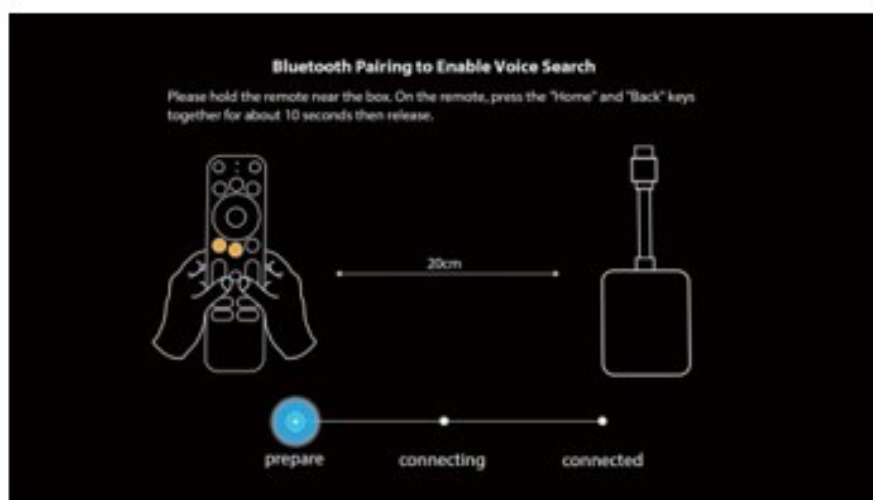 Bluetooth Pairing to Enable Voice Search
Please hold the remote near the box. On the remote, press the "Home" and "Back" keys
together for about 10 seconds then release.
20cm
prepare connecting connected